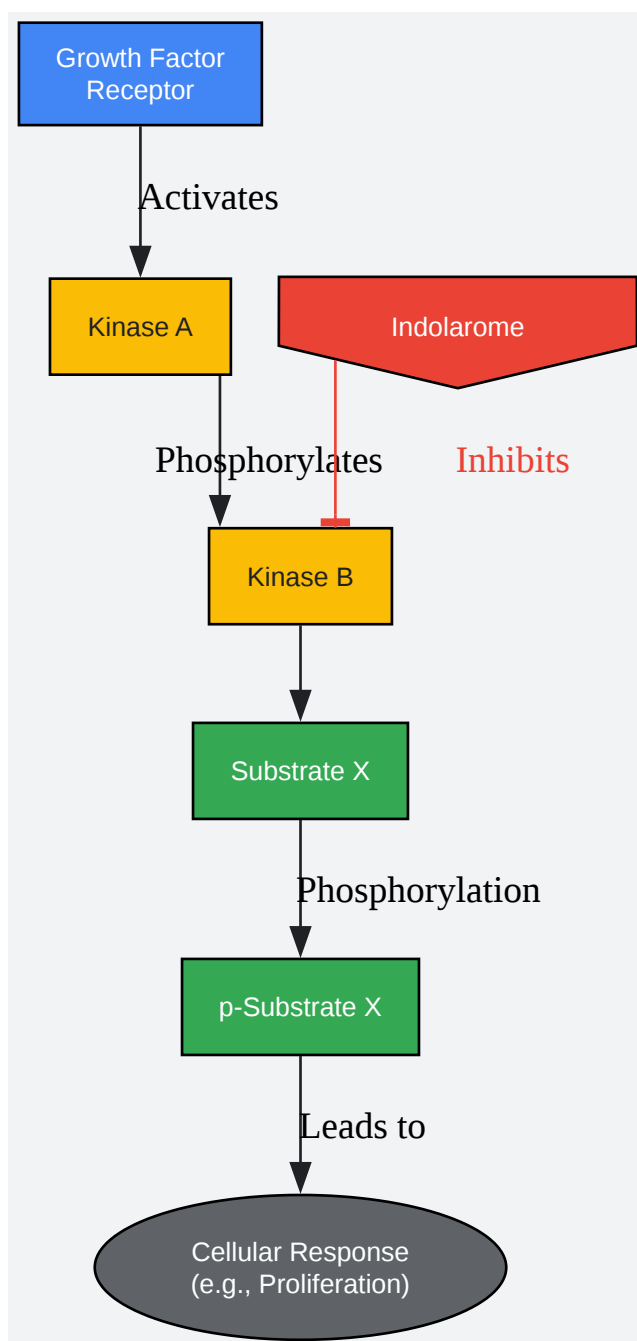 Growth Factor
Receptor
Activates
Kinase A
Indolarome
Phosphorylates
Inhibits
Kinase B
Substrate X
Phosphorylation
p-Substrate X
Leads to
Cellular Response
(e.g., Proliferation)